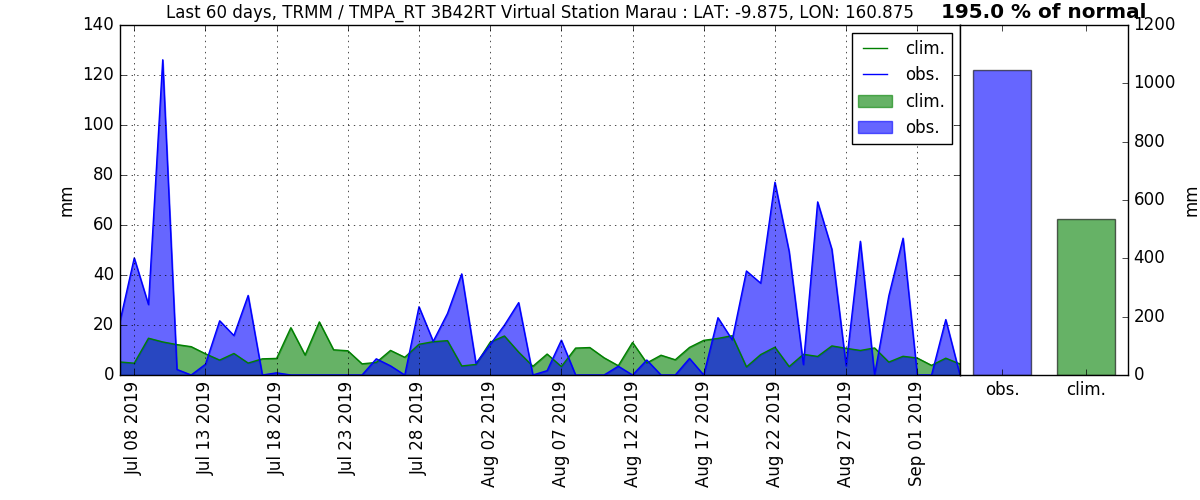 Last 60 days, TRMM / TMPA_RT 3B42RT Virtual Station Marau : LAT: -9.875, LON: 160.875
195.0 % of normal
140
120
100
80
60
40
20
0
mm
clim.
obs.
clim.
obs.
1200
1000
800
600
400
200
0
mm
Jul 08 2019
Jul 13 2019
Jul 18 2019
Jul 23 2019
Jul 28 2019
Aug 02 2019
Aug 07 2019
Aug 12 2019
Aug 17 2019
Aug 22 2019
Aug 27 2019
Sep 01 2019
obs.
clim.